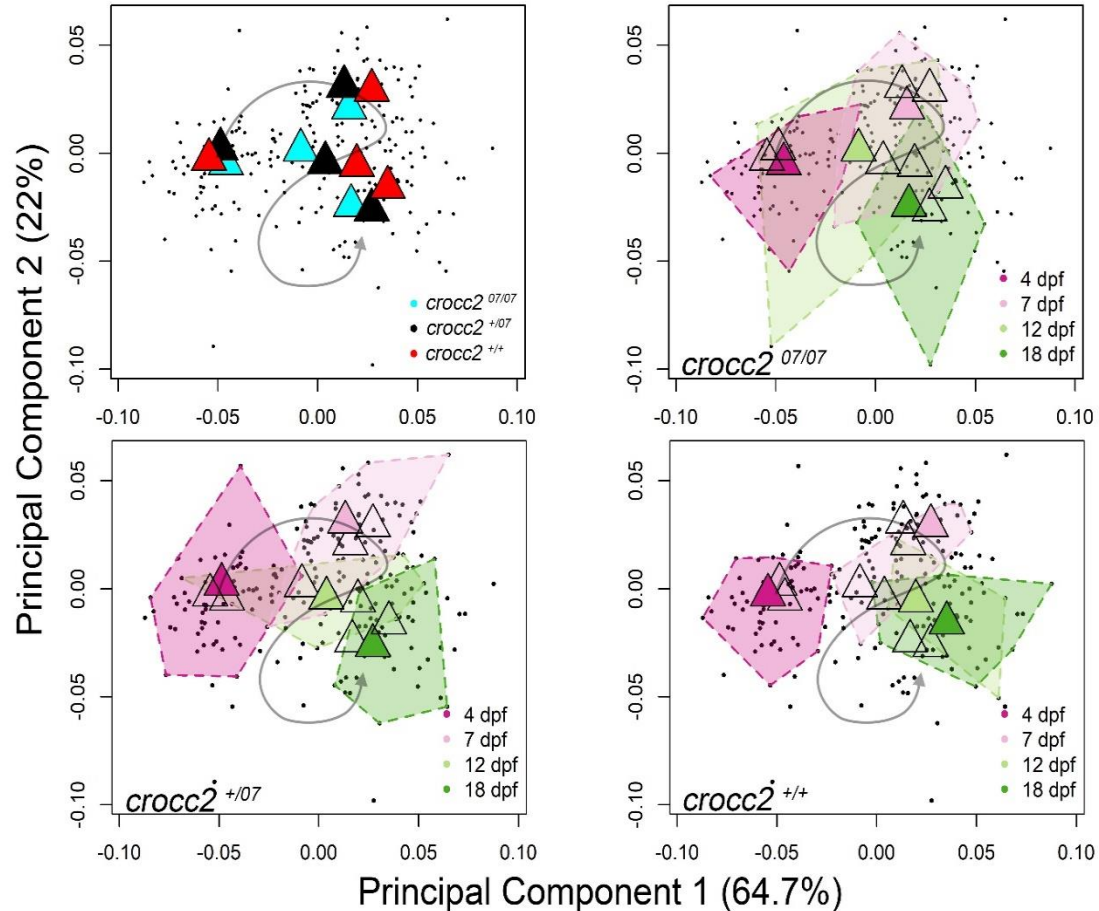 Principal Component 2 (22%)
0.05
0.00
-0.05
-0.10
-0.10 -0.05 0.00 0.05 0.10
crocc2 07/07
crocc2 +/07
crocc2 +/+
0.05
0.00
-0.05
-0.10
-0.10 -0.05 0.00 0.05 0.10
4 dpf
7 dpf
12 dpf
18 dpf
crocc2 07/07
0.05
0.00
-0.05
-0.10
-0.10 -0.05 0.00 0.05 0.10
4 dpf
7 dpf
12 dpf
18 dpf
crocc2 +/07
0.05
0.00
-0.05
-0.10
-0.10 -0.05 0.00 0.05 0.10
4 dpf
7 dpf
12 dpf
18 dpf
crocc2 +/+
Principal Component 1 (64.7%)